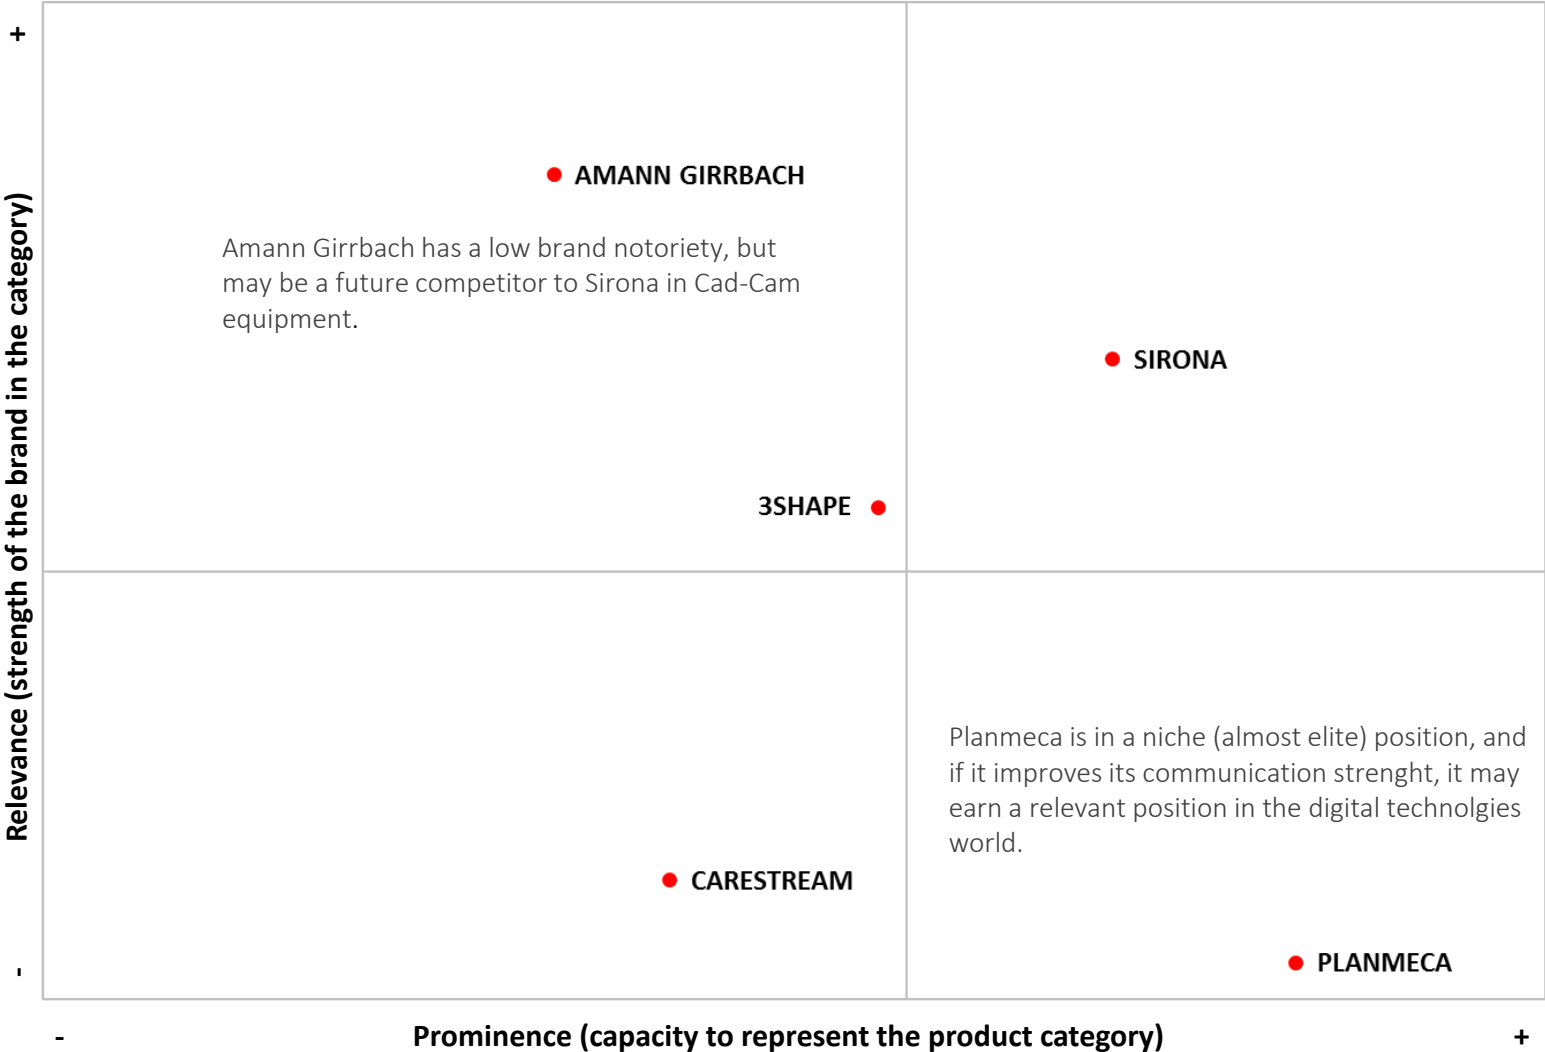 +
Relevance (strength of the brand in the category)
-
AMANN GIRRBACH
Amann Girrbach has a low brand notoriety, but
may be a future competitor to Sirona in Cad-Cam
equipment.
SIRONA
3SHAPE
Planmeca is in a niche (almost elite) position, and
if it improves its communication strenght, it may
earn a relevant position in the digital technolgies
world.
CARESTREAM
PLANMECA
-
Prominence (capacity to represent the product category)
+